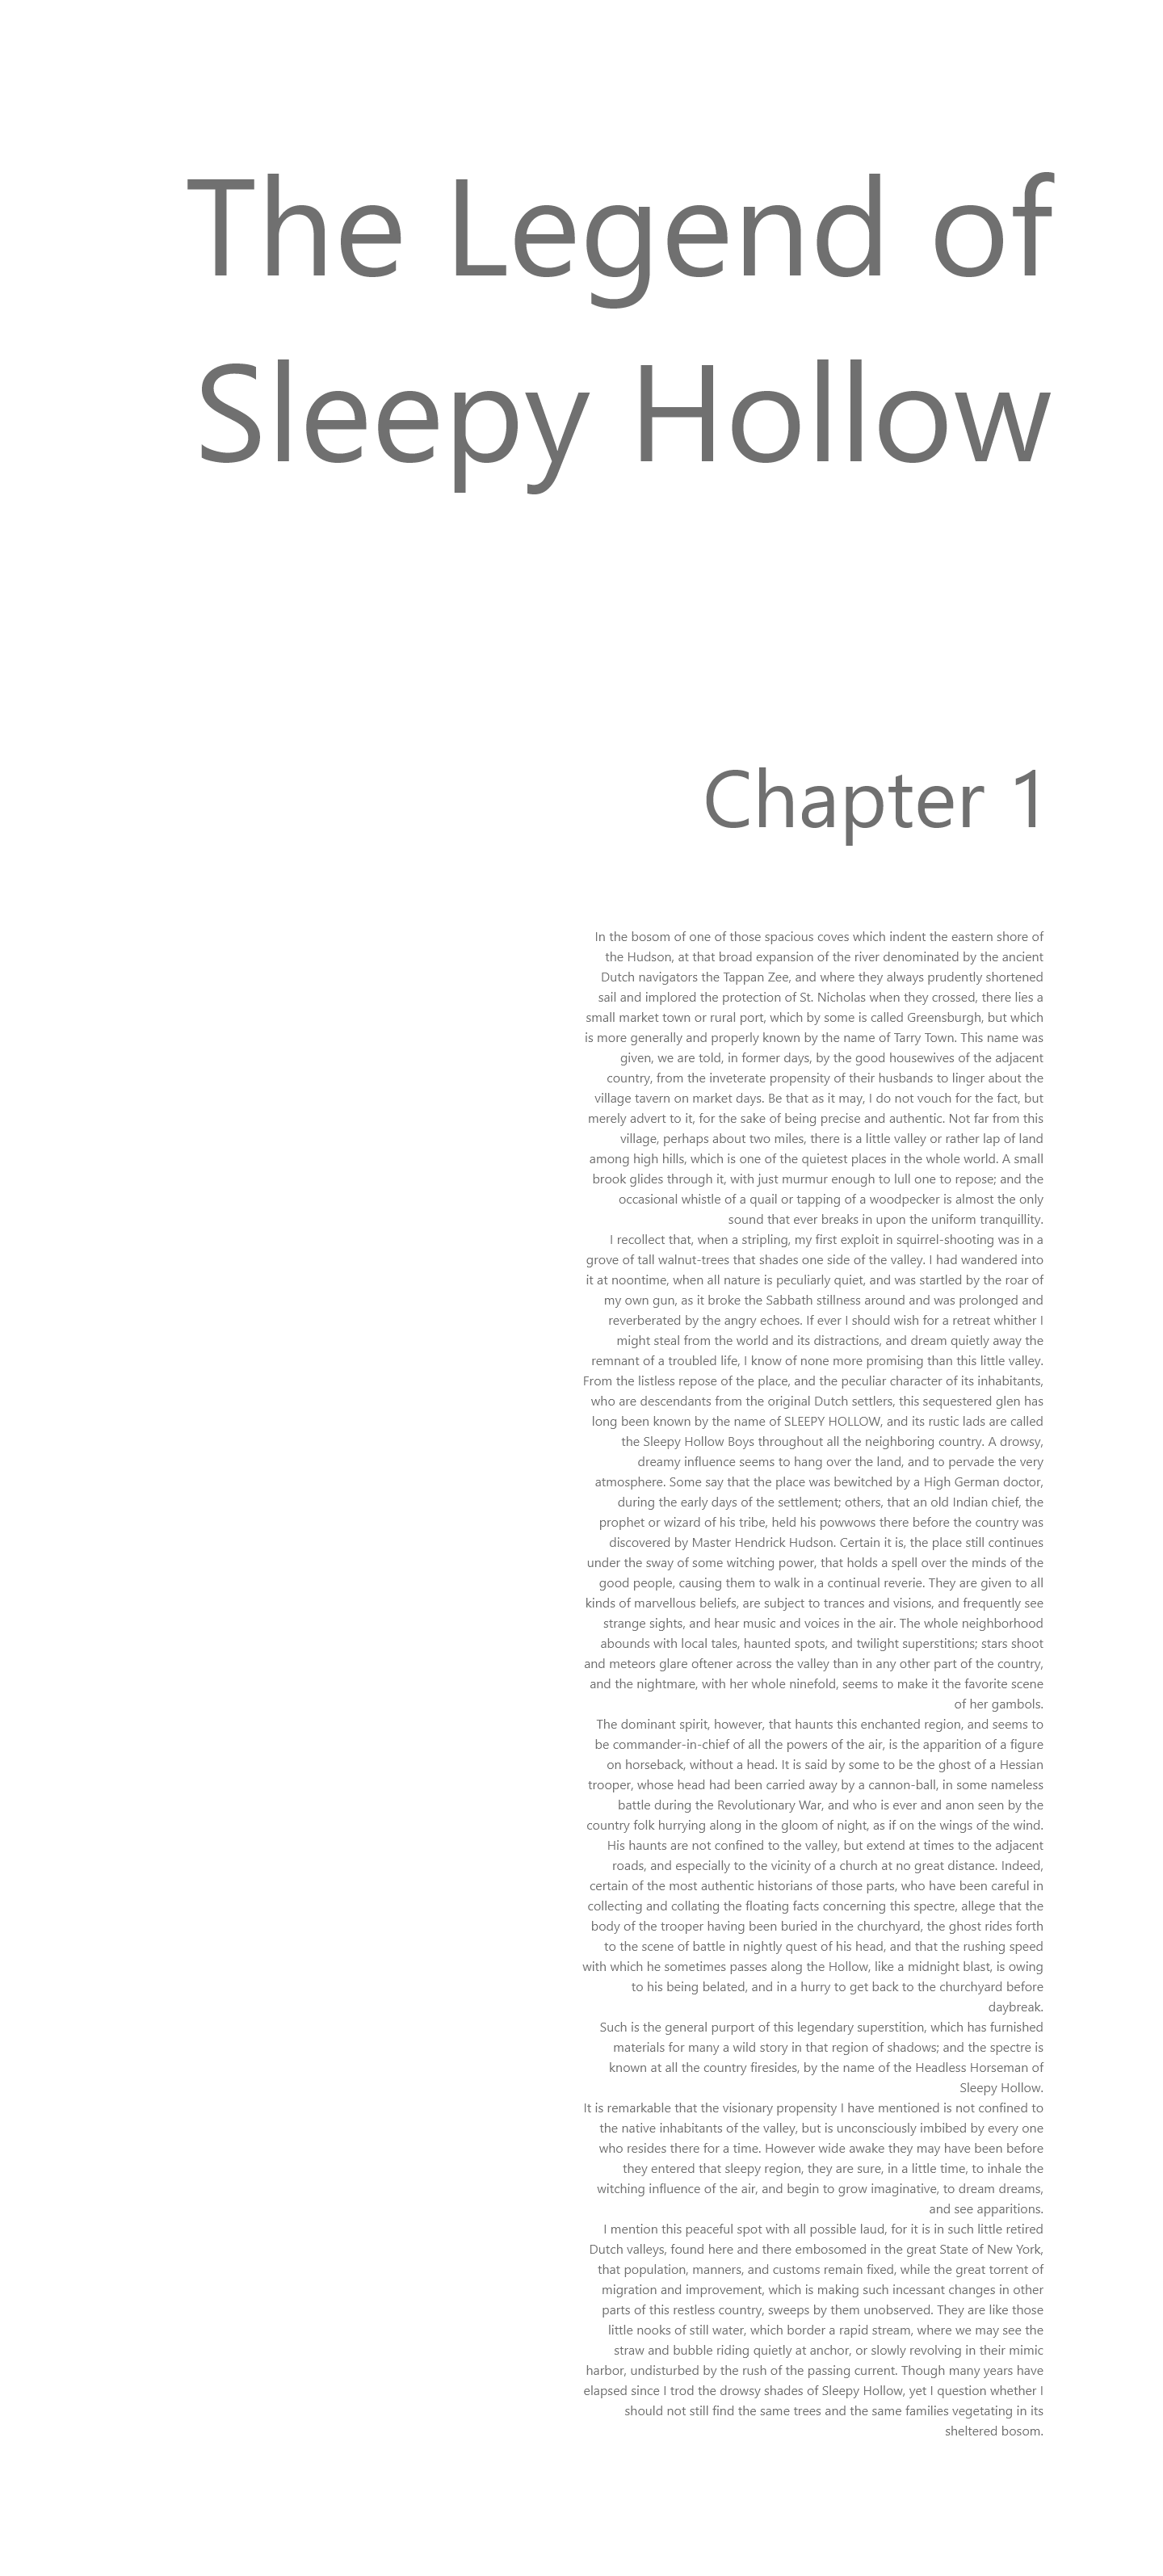 The Legend of
Sleepy Hollow
Chapter 1
In the bosom of one of those spacious coves which indent the eastern shore of
the Hudson, at that broad expansion of the river denominated by the ancient
Dutch navigators the Tappan Zee, and where they always prudently shortened
sail and implored the protection of St. Nicholas when they crossed, there lies a
small market town or rural port, which by some is called Greensburgh, but which
is more generally and properly known by the name of Tarry Town. This name was
given, we are told, in former days, by the good housewives of the adjacent
country, from the inveterate propensity of their husbands to linger about the
village tavern on market days. Be that as it may, I do not vouch for the fact, but
merely advert to it, for the sake of being precise and authentic. Not far from this
village, perhaps about two miles, there is a little valley or rather lap of land
among high hills, which is one of the quietest places in the whole world. A small
brook glides through it, with just murmur enough to lull one to repose; and the
occasional whistle of a quail or tapping of a woodpecker is almost the only
sound that ever breaks in upon the uniform tranquillity.
I recollect that, when a stripling, my first exploit in squirrel-shooting was in a
grove of tall walnut-trees that shades one side of the valley. I had wandered into
it at noontime, when all nature is peculiarly quiet, and was startled by the roar of
my own gun, as it broke the Sabbath stillness around and was prolonged and
reverberated by the angry echoes. If ever I should wish for a retreat whither I
might steal from the world and its distractions, and dream quietly away the
remnant of a troubled life, I know of none more promising than this little valley.
From the listless repose of the place, and the peculiar character of its inhabitants,
who are descendants from the original Dutch settlers, this sequestered glen has
long been known by the name of SLEEPY HOLLOW, and its rustic lads are called
the Sleepy Hollow Boys throughout all the neighboring country. A drowsy,
dreamy influence seems to hang over the land, and to pervade the very
atmosphere. Some say that the place was bewitched by a High German doctor,
during the early days of the settlement; others, that an old Indian chief, the
prophet or wizard of his tribe, held his powwows there before the country was
discovered by Master Hendrick Hudson. Certain it is, the place still continues
under the sway of some witching power, that holds a spell over the minds of the
good people, causing them to walk in a continual reverie. They are given to all
kinds of marvellous beliefs, are subject to trances and visions, and frequently see
strange sights, and hear music and voices in the air. The whole neighborhood
abounds with local tales, haunted spots, and twilight superstitions; stars shoot
and meteors glare oftener across the valley than in any other part of the country,
and the nightmare, with her whole ninefold, seems to make it the favorite scene
of her gambols.
The dominant spirit, however, that haunts this enchanted region, and seems to
be commander-in-chief of all the powers of the air, is the apparition of a figure
on horseback, without a head. It is said by some to be the ghost of a Hessian
trooper, whose head had been carried away by a cannon-ball, in some nameless
battle during the Revolutionary War, and who is ever and anon seen by the
country folk hurrying along in the gloom of night, as if on the wings of the wind.
His haunts are not confined to the valley, but extend at times to the adjacent
roads, and especially to the vicinity of a church at no great distance. Indeed,
certain of the most authentic historians of those parts, who have been careful in
collecting and collating the floating facts concerning this spectre, allege that the
body of the trooper having been buried in the churchyard, the ghost rides forth
to the scene of battle in nightly quest of his head, and that the rushing speed
with which he sometimes passes along the Hollow, like a midnight blast, is owing
to his being belated, and in a hurry to get back to the churchyard before
daybreak.
Such is the general purport of this legendary superstition, which has furnished
materials for many a wild story in that region of shadows; and the spectre is
known at all the country firesides, by the name of the Headless Horseman of
Sleepy Hollow.
It is remarkable that the visionary propensity I have mentioned is not confined to
the native inhabitants of the valley, but is unconsciously imbibed by every one
who resides there for a time. However wide awake they may have been before
they entered that sleepy region, they are sure, in a little time, to inhale the
witching influence of the air, and begin to grow imaginative, to dream dreams,
and see apparitions.
I mention this peaceful spot with all possible laud, for it is in such little retired
Dutch valleys, found here and there embosomed in the great State of New York,
that population, manners, and customs remain fixed, while the great torrent of
migration and improvement, which is making such incessant changes in other
parts of this restless country, sweeps by them unobserved. They are like those
little nooks of still water, which border a rapid stream, where we may see the
straw and bubble riding quietly at anchor, or slowly revolving in their mimic
harbor, undisturbed by the rush of the passing current. Though many years have
elapsed since I trod the drowsy shades of Sleepy Hollow, yet I question whether I
should not still find the same trees and the same families vegetating in its
sheltered bosom.